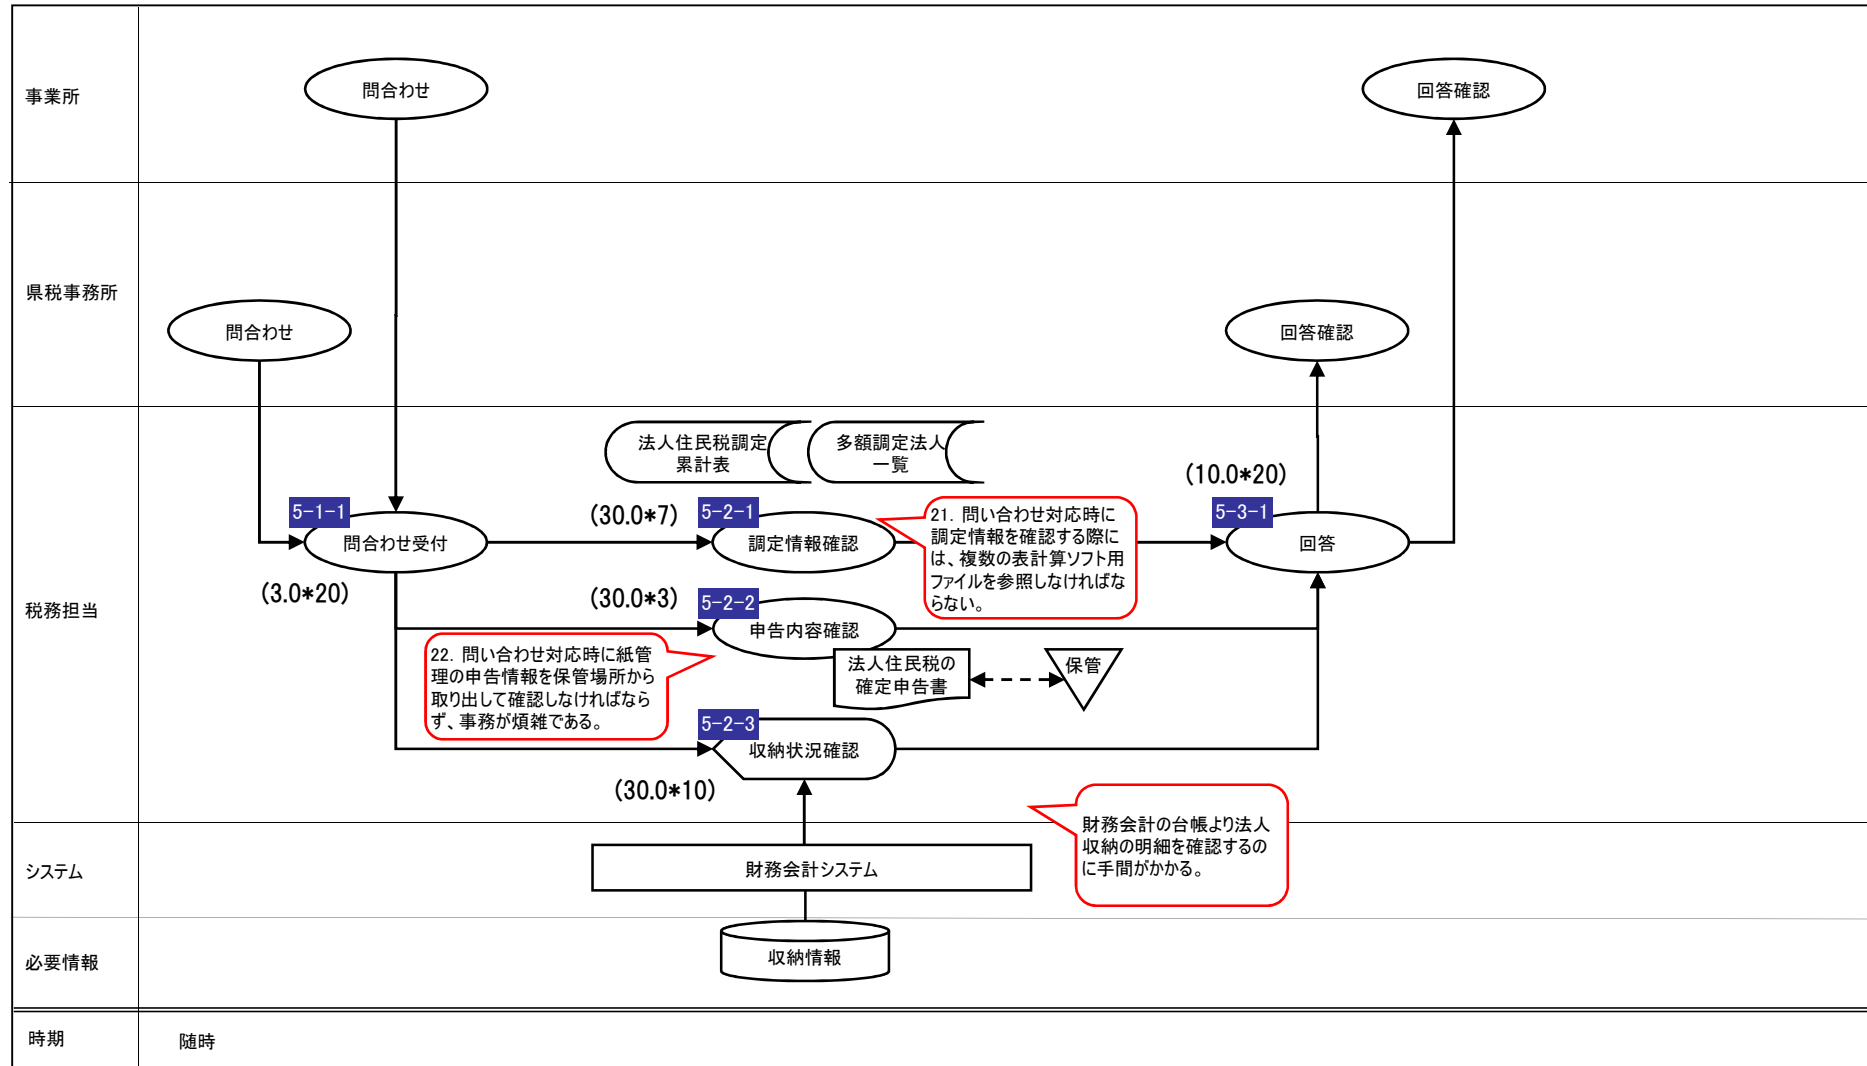 事業所
問合わせ
回答確認
県税事務所
問合わせ
回答確認
税務担当
法人住民税調定
累計表
多額調定法人
一覧
5-1-1
問合わせ受付
(3.0*20)
(30.0*7)
5-2-1
調定情報確認
21. 問い合わせ対応時に
調定情報を確認する際に
は、複数の表計算ソフト用
ファイルを参照しなければな
らない。
(10.0*20)
5-3-1
回答
(30.0*3)
5-2-2
申告内容確認
22. 問い合わせ対応時に紙管
理の申告情報を保管場所から
取り出して確認しなければなら
ず、事務が煩雑である。
法人住民税の
確定申告書
保管
5-2-3
収納状況確認
(30.0*10)
財務会計の台帳より法人
収納の明細を確認するの
に手間がかかる。
システム
財務会計システム
必要情報
収納情報
時期
随時